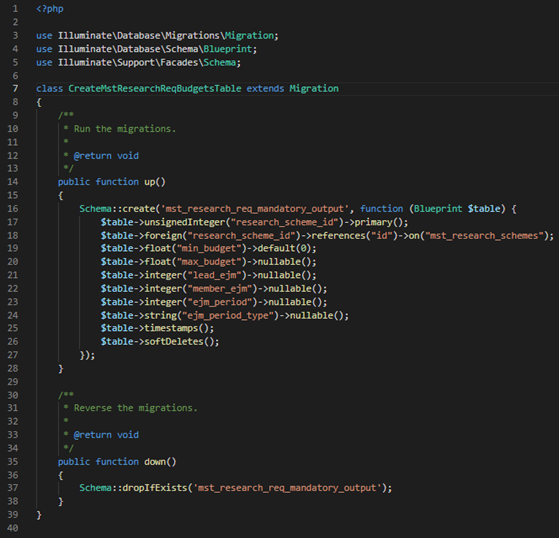 1 <?php
2
3 use Illuminate\Database\Migrations\Migration;
4 use Illuminate\Database\Schema\Blueprint;
5 use Illuminate\Support\Facades\Schema;
6
7 class CreateMstResearchReqBudgetsTable extends Migration
8 {
9     /**
10      * Run the migrations.
11      *
12      * @return void
13      */
14     public function up()
15     {
16         Schema::create('mst_research_req_mandatory_output', function (Blueprint $table) {
17             $table->unsignedInteger("research_scheme_id")->primary();
18             $table->foreign("research_scheme_id")->references("id")->on("mst_research_schemes");
19             $table->float("min_budget")->default(0);
20             $table->float("max_budget")->nullable();
21             $table->integer("lead_ejm")->nullable();
22             $table->integer("member_ejm")->nullable();
23             $table->integer("ejm_period")->nullable();
24             $table->string("ejm_period_type")->nullable();
25             $table->timestamps();
26             $table->softDeletes();
27         });
28     }
29
30     /**
31      * Reverse the migrations.
32      *
33      * @return void
34      */
35     public function down()
36     {
37         Schema::dropIfExists('mst_research_req_mandatory_output');
38     }
39 }
40